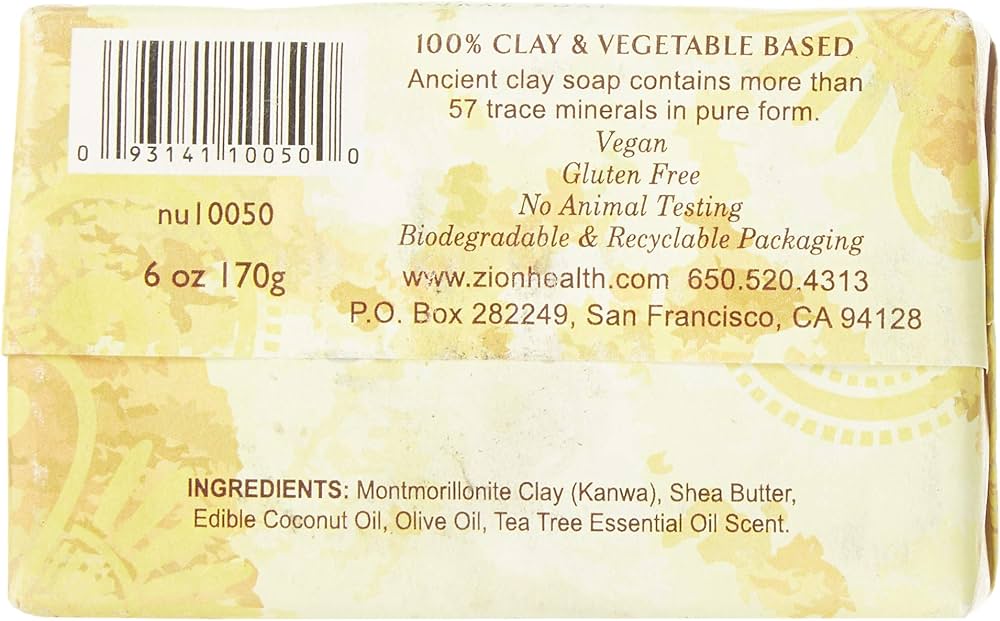 0 93141 10050 0
nu10050
6 oz 170g
100% CLAY & VEGETABLE BASED
Ancient clay soap contains more than
57 trace minerals in pure form.
Vegan
Gluten Free
No Animal Testing
Biodegradable & Recyclable Packaging
www.zionhealth.com 650.520.4313
P.O. Box 282249, San Francisco, CA 94128
INGREDIENTS: Montmorillonite Clay (Kanwa), Shea Butter,
Edible Coconut Oil, Olive Oil, Tea Tree Essential Oil Scent.